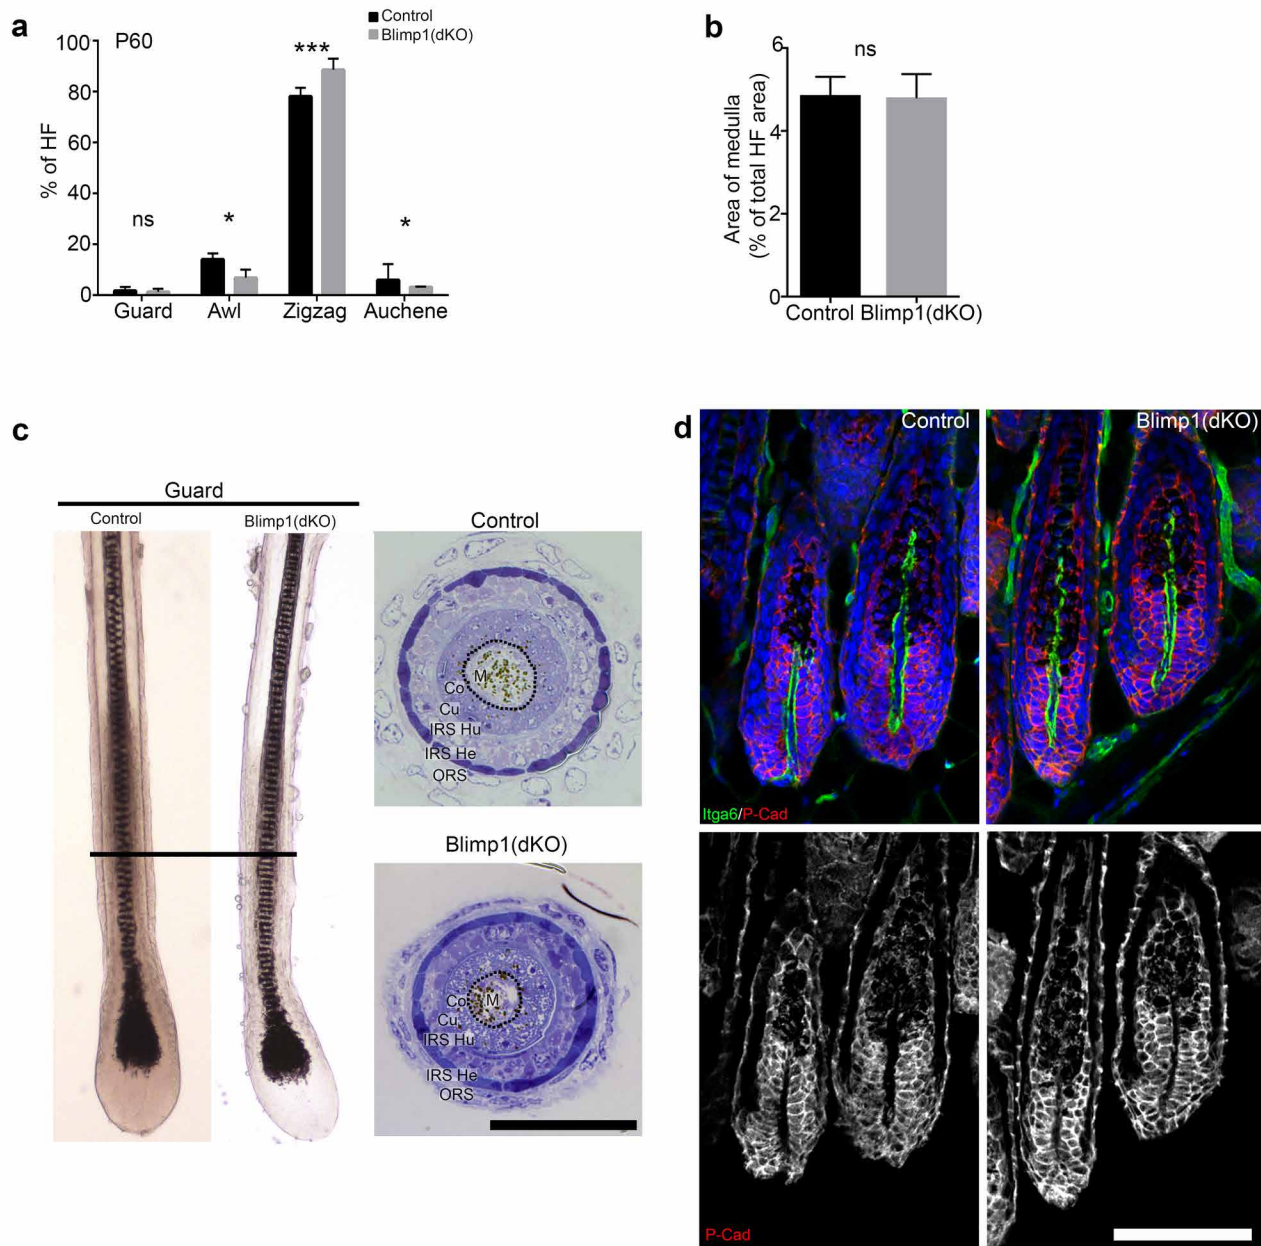 a
P60
Control
Blimp1(dKO)
100
80
60
40
20
0
% of HF
ns
*
***
*
Guard Awl Zigzag Auchene
b
ns
6
4
2
0
Area of medulla
(% of total HF area)
Control Blimp1(dKO)
c
Guard
Control Blimp1(dKO)
Control
M
Co
Cu
IRS Hu
IRS He
ORS
Blimp1(dKO)
Co M
Cu
IRS Hu
IRS He
ORS
d
Control
Blimp1(dKO)
Itga6/P-Cad
P-Cad